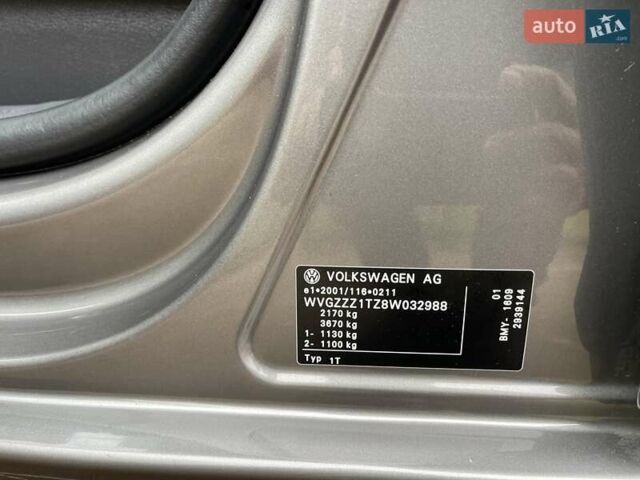 auto RIA.com
VOLKSWAGEN AG
e1*2001/116*0211
WVGZZZ1TZ8W032988
2170 kg
3670 kg
1- 1130 kg
2- 1100 kg
Typ 1T
01
BMY- 1609
2939144